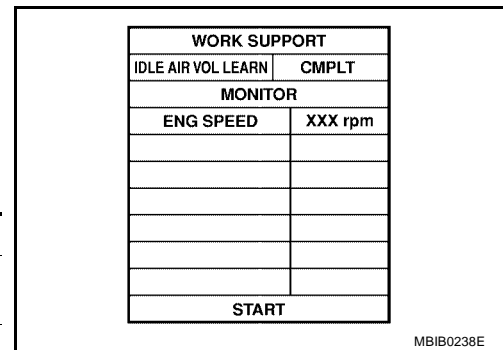 WORK SUPPORT
IDLE AIR VOL LEARN CMPLT
MONITOR
ENG SPEED XXX rpm
START
MBIB0238E